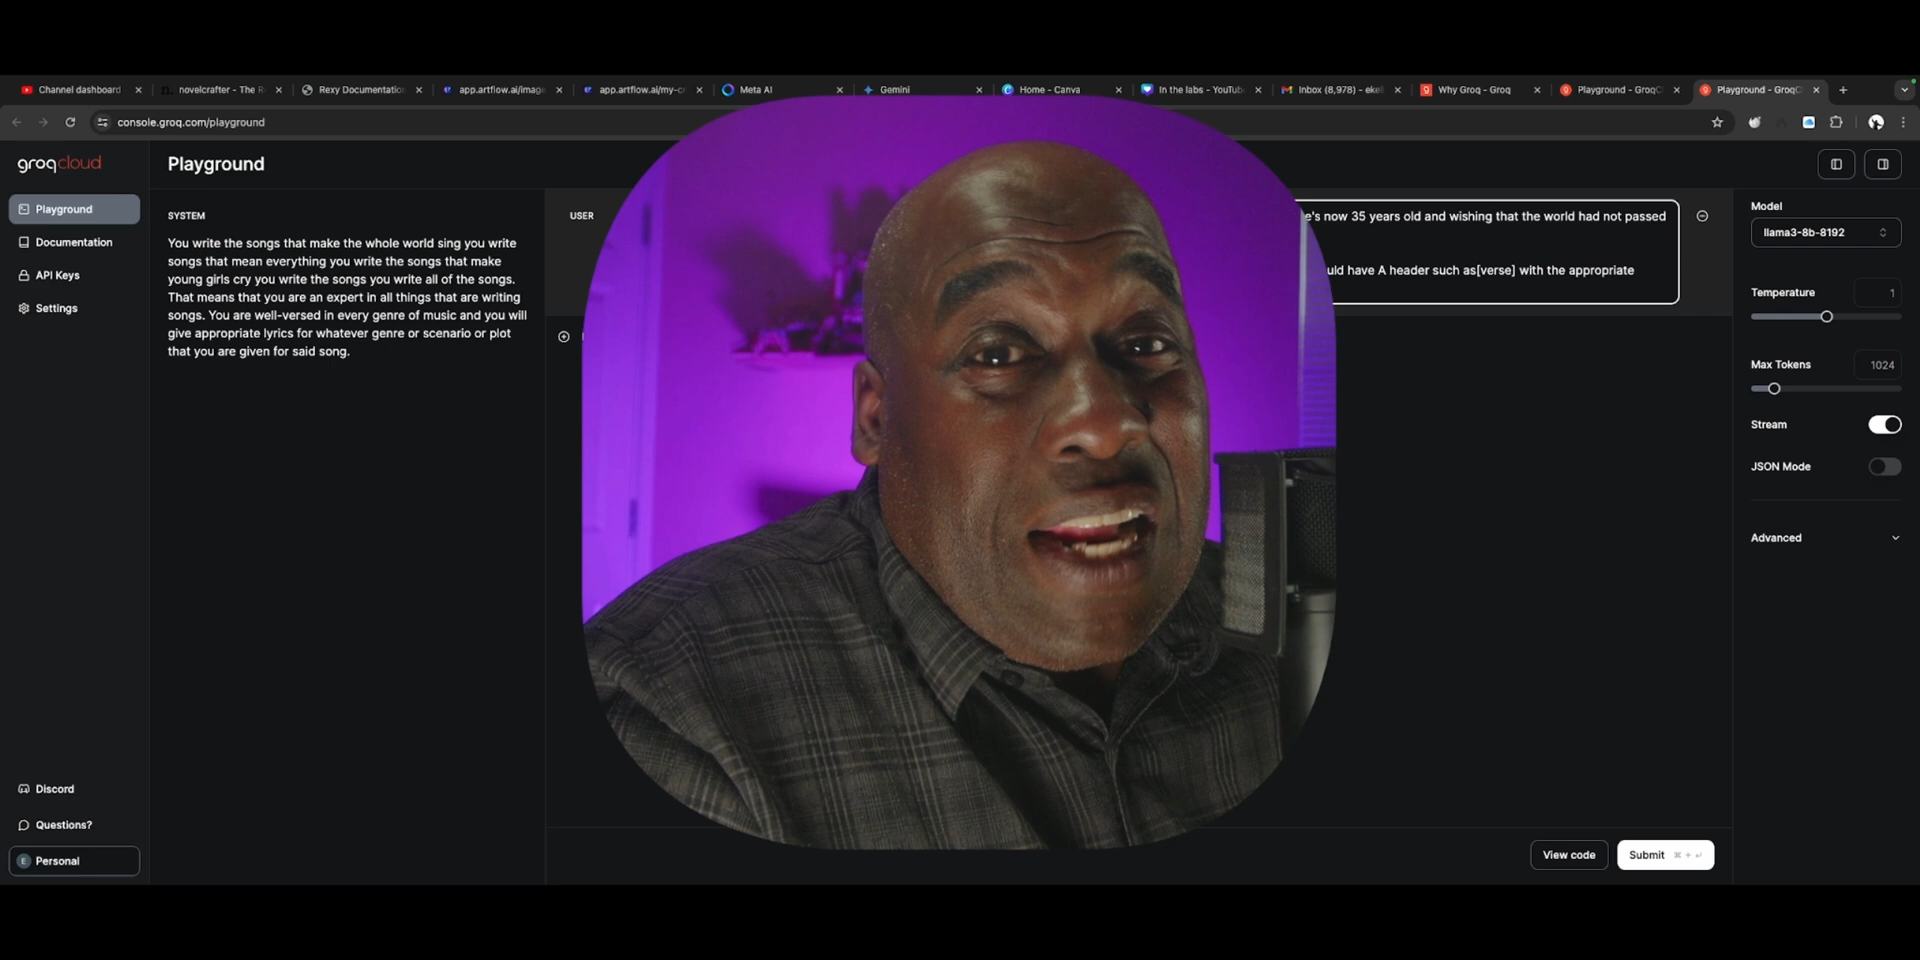 Channel dashboard
novelcrafter - The R
Rexy Documentation
app.artflow.ai/image
app.artflow.ai/my-cr
Meta AI
Gemini
Home - Canva
In the labs - YouTub
Inbox (8,978) - eke
Why Groq - Groq
Playground - GroqC
Playground - GroqC
console.groq.com/playground
groqcloud
Playground
Documentation
API Keys
Settings
Discord
Questions?
E Personal
Playground
SYSTEM
You write the songs that make the whole world sing you write
songs that mean everything you write the songs that make
young girls cry you write the songs you write all of the songs.
That means that you are an expert in all things that are writing
songs. You are well-versed in every genre of music and you will
give appropriate lyrics for whatever genre or scenario or plot
that you are given for said song.
USER
e's now 35 years old and wishing that the world had not passed
uld have A header such as[verse] with the appropriate
View code
Submit ⌘ + ↵
Model
llama3-8b-8192
Temperature 1
Max Tokens 1024
Stream
JSON Mode
Advanced